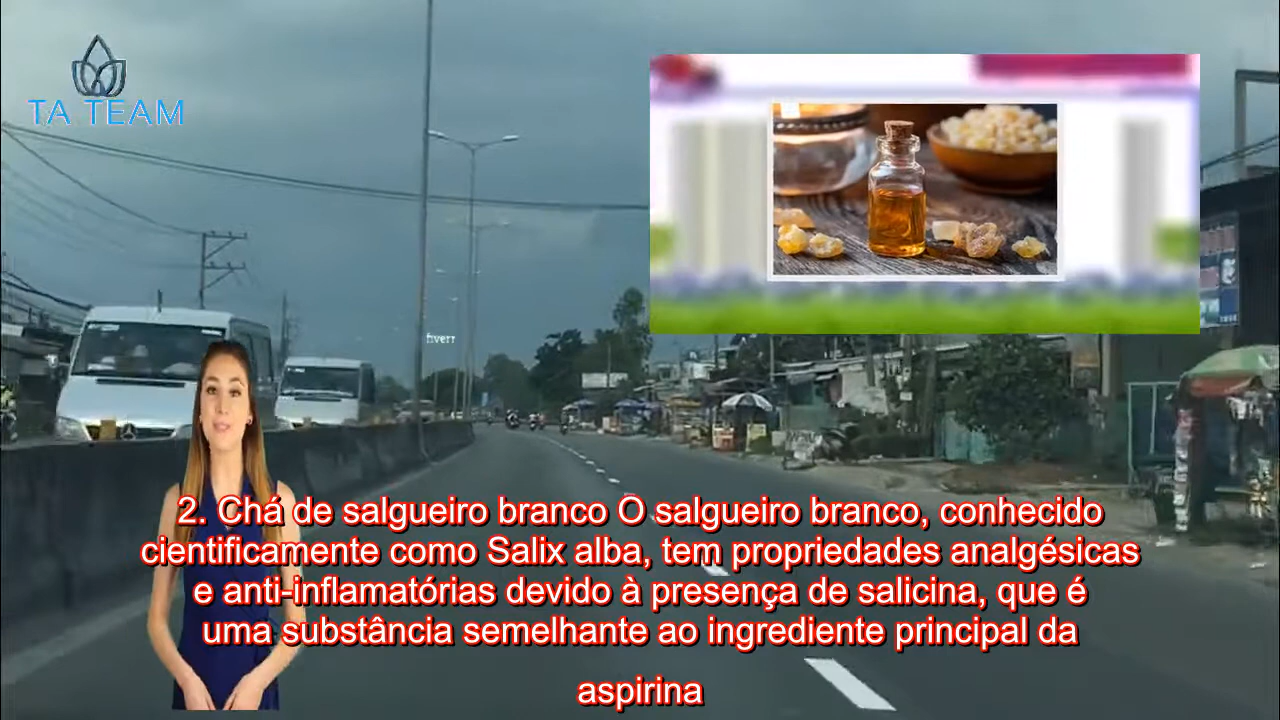 TA TEAM
fiverr
2. Chá de salgueiro branco O salgueiro branco, conhecido
cientificamente como Salix alba, tem propriedades analgésicas
e anti-inflamatórias devido à presença de salicina, que é
uma substância semelhante ao ingrediente principal da
aspirina